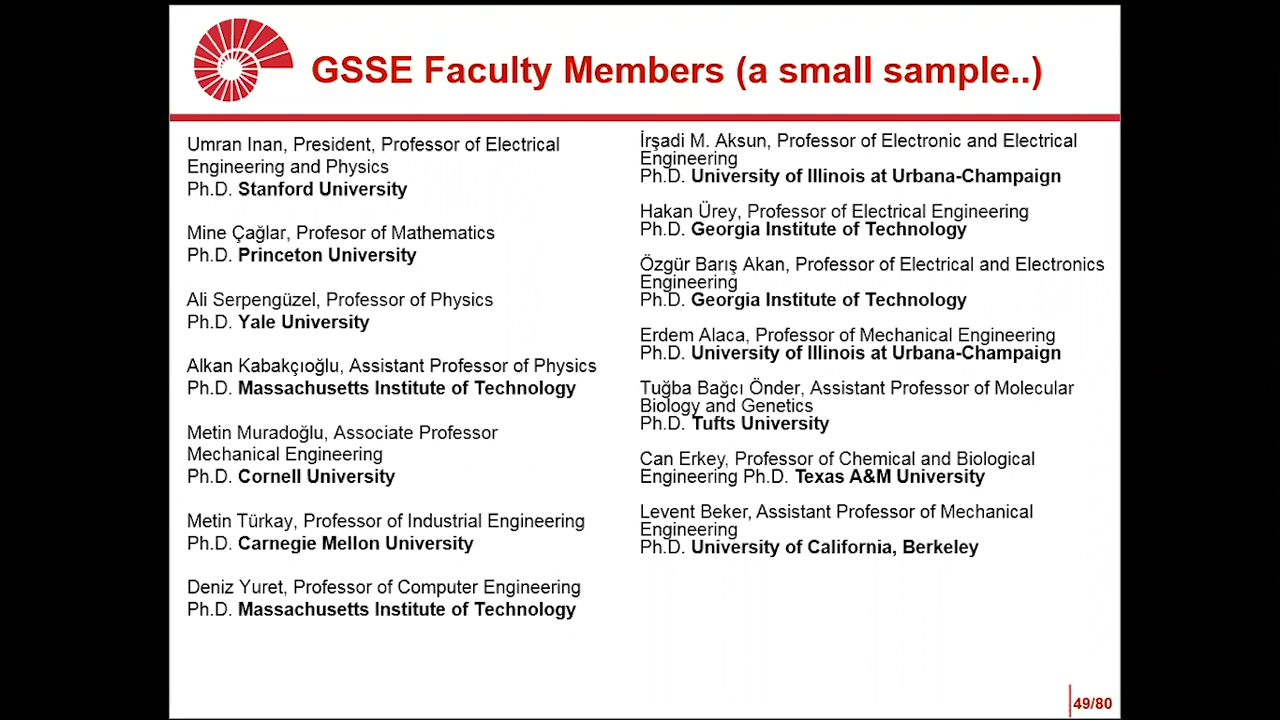 GSSE Faculty Members (a small sample..)
Umran Inan, President, Professor of Electrical
Engineering and Physics
Ph.D. Stanford University
Mine Çağlar, Profesor of Mathematics
Ph.D. Princeton University
Ali Serpengüzel, Professor of Physics
Ph.D. Yale University
Alkan Kabakçıoğlu, Assistant Professor of Physics
Ph.D. Massachusetts Institute of Technology
Metin Muradoğlu, Associate Professor
Mechanical Engineering
Ph.D. Cornell University
Metin Türkay, Professor of Industrial Engineering
Ph.D. Carnegie Mellon University
Deniz Yuret, Professor of Computer Engineering
Ph.D. Massachusetts Institute of Technology
İrşadi M. Aksun, Professor of Electronic and Electrical
Engineering
Ph.D. University of Illinois at Urbana-Champaign
Hakan Ürey, Professor of Electrical Engineering
Ph.D. Georgia Institute of Technology
Özgür Barış Akan, Professor of Electrical and Electronics
Engineering
Ph.D. Georgia Institute of Technology
Erdem Alaca, Professor of Mechanical Engineering
Ph.D. University of Illinois at Urbana-Champaign
Tuğba Bağcı Önder, Assistant Professor of Molecular
Biology and Genetics
Ph.D. Tufts University
Can Erkey, Professor of Chemical and Biological
Engineering Ph.D. Texas A&M University
Levent Beker, Assistant Professor of Mechanical
Engineering
Ph.D. University of California, Berkeley
49/80